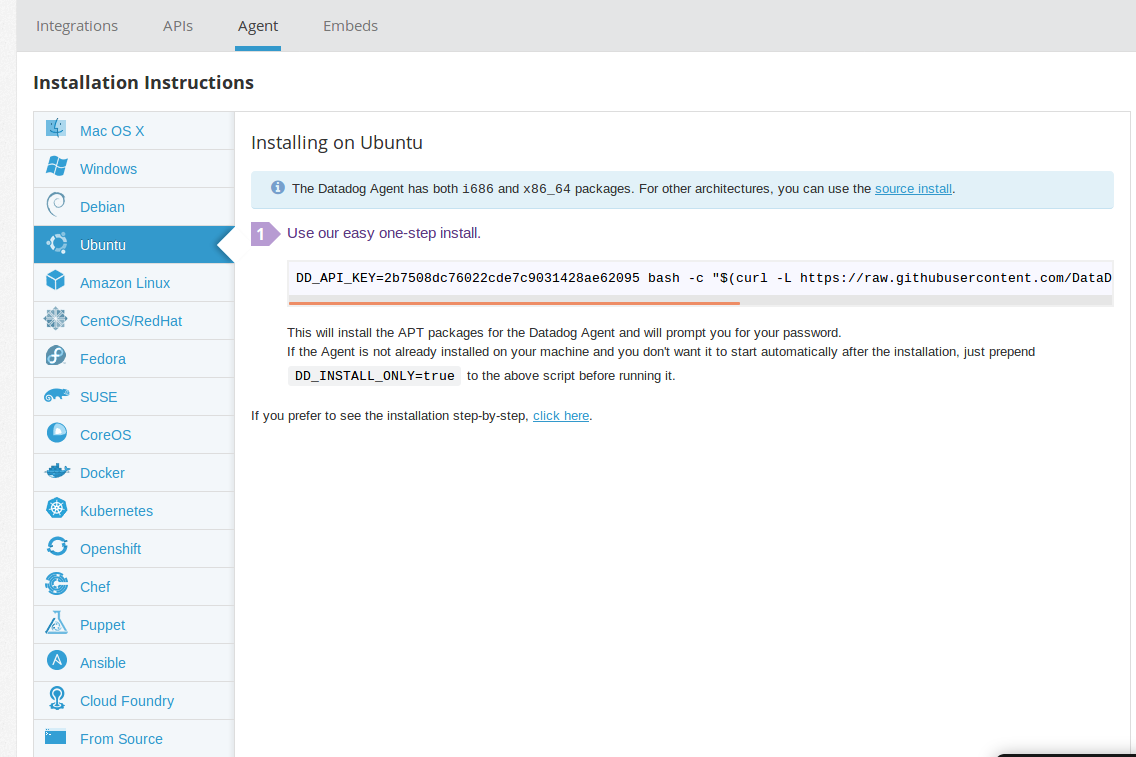 Integrations APIs Agent Embeds
Installation Instructions
Mac OS X
Windows
Debian
Ubuntu
Amazon Linux
CentOS/RedHat
Fedora
SUSE
CoreOS
Docker
Kubernetes
Openshift
Chef
Puppet
Ansible
Cloud Foundry
From Source
Installing on Ubuntu
The Datadog Agent has both i686 and x86_64 packages. For other architectures, you can use the source install.
1 Use our easy one-step install.
DD_API_KEY=2b7508dc76022cde7c9031428ae62095 bash -c "$(curl -L https://raw.githubusercontent.com/DataD
This will install the APT packages for the Datadog Agent and will prompt you for your password.
If the Agent is not already installed on your machine and you don't want it to start automatically after the installation, just prepend
DD_INSTALL_ONLY=true to the above script before running it.
If you prefer to see the installation step-by-step, click here.